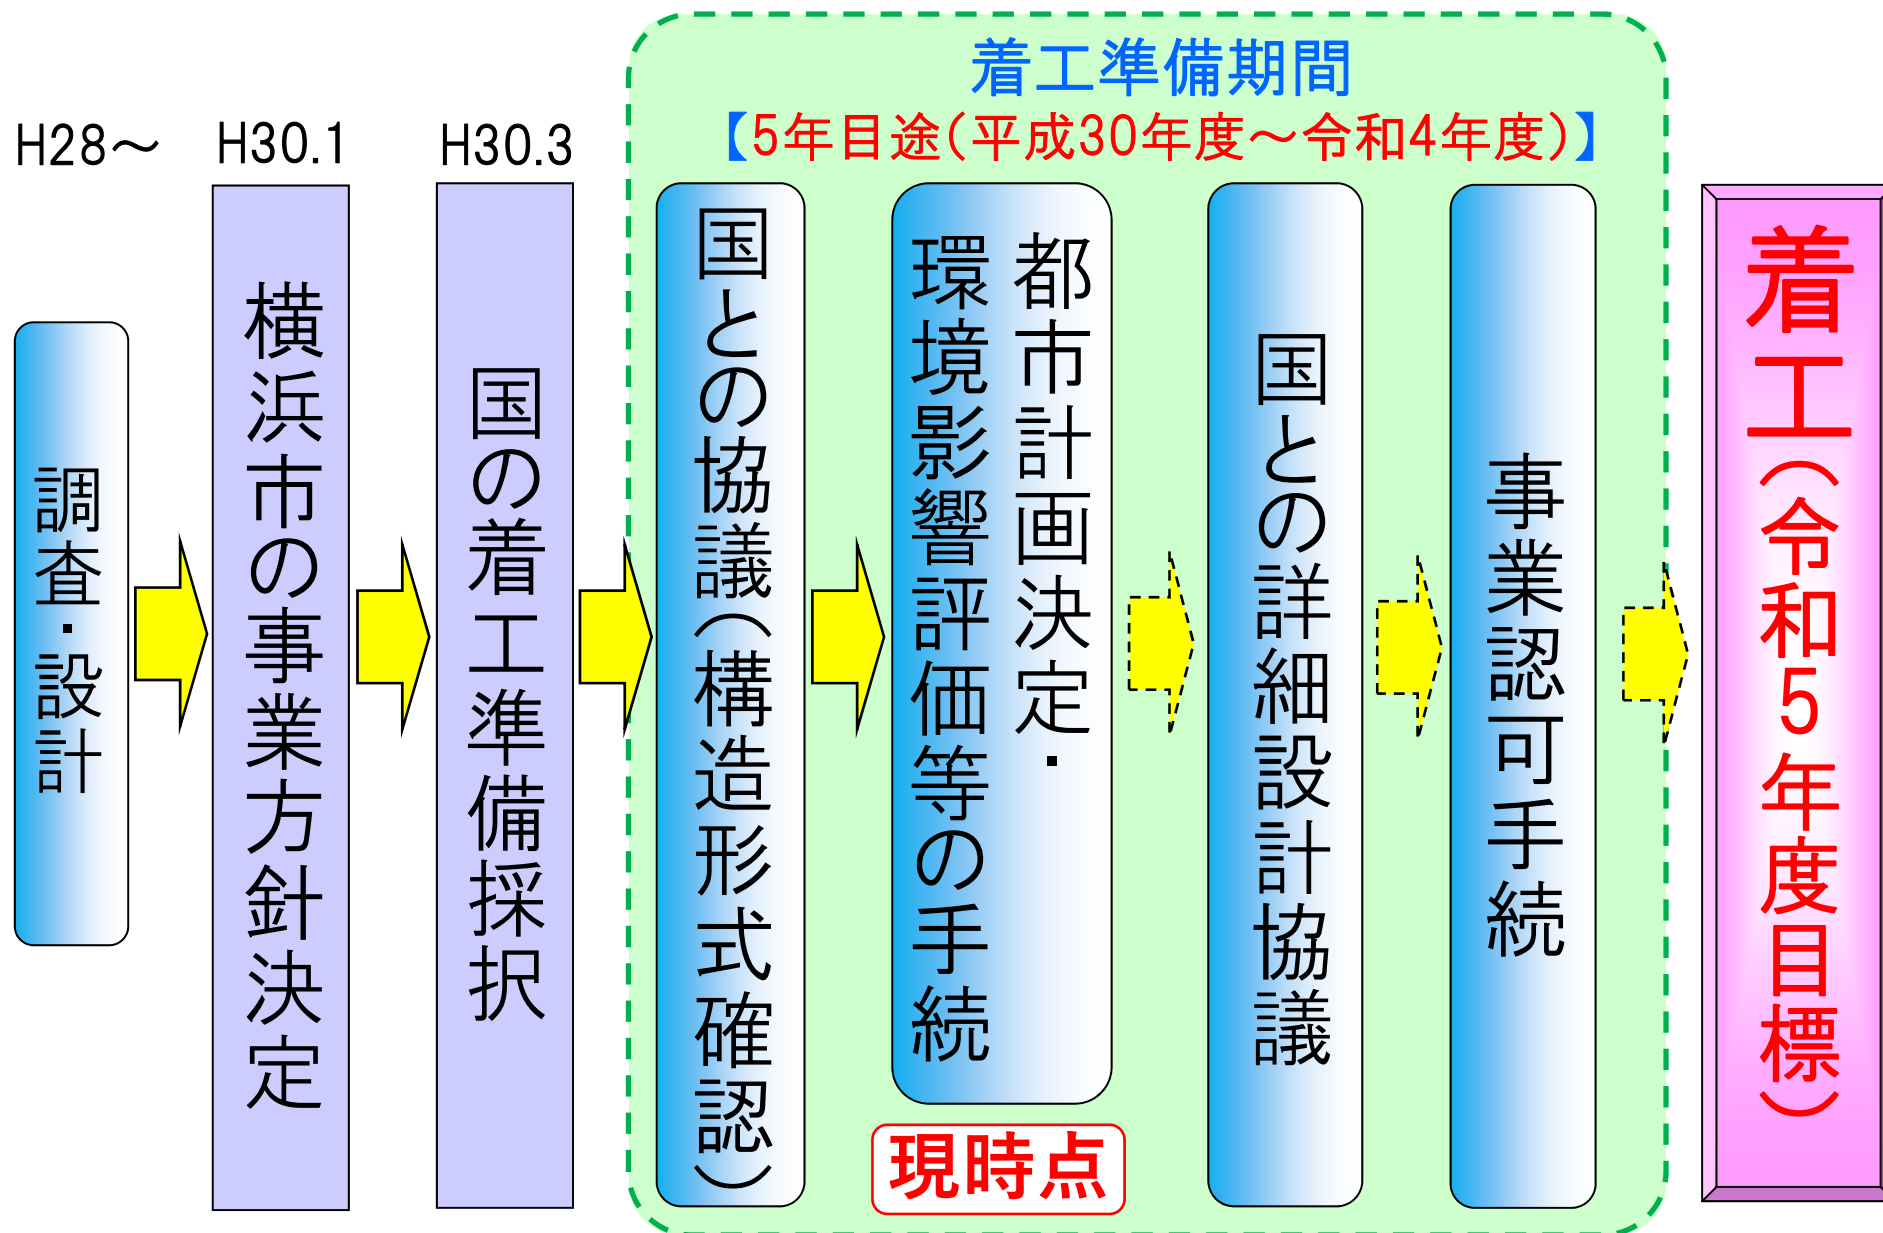 着工準備期間
【5年目途(平成30年度～令和4年度)】
H28～
調査・設計
H30.1
横浜市の事業方針決定
H30.3
国の着工準備採択
国との協議(構造形式確認)
都市計画決定・
環境影響評価等の手続
現時点
国との詳細設計協議
事業認可手続
着工(令和5年度目標)